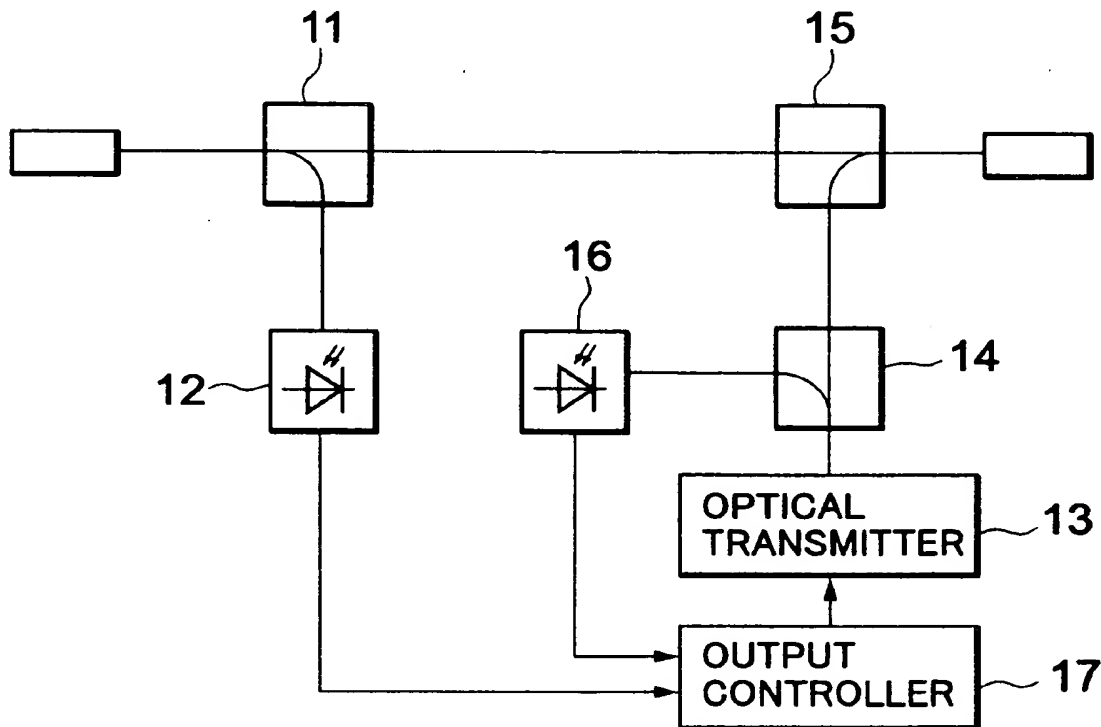 11
15
16
12
14
OPTICAL
TRANSMITTER
13
OUTPUT
CONTROLLER
17